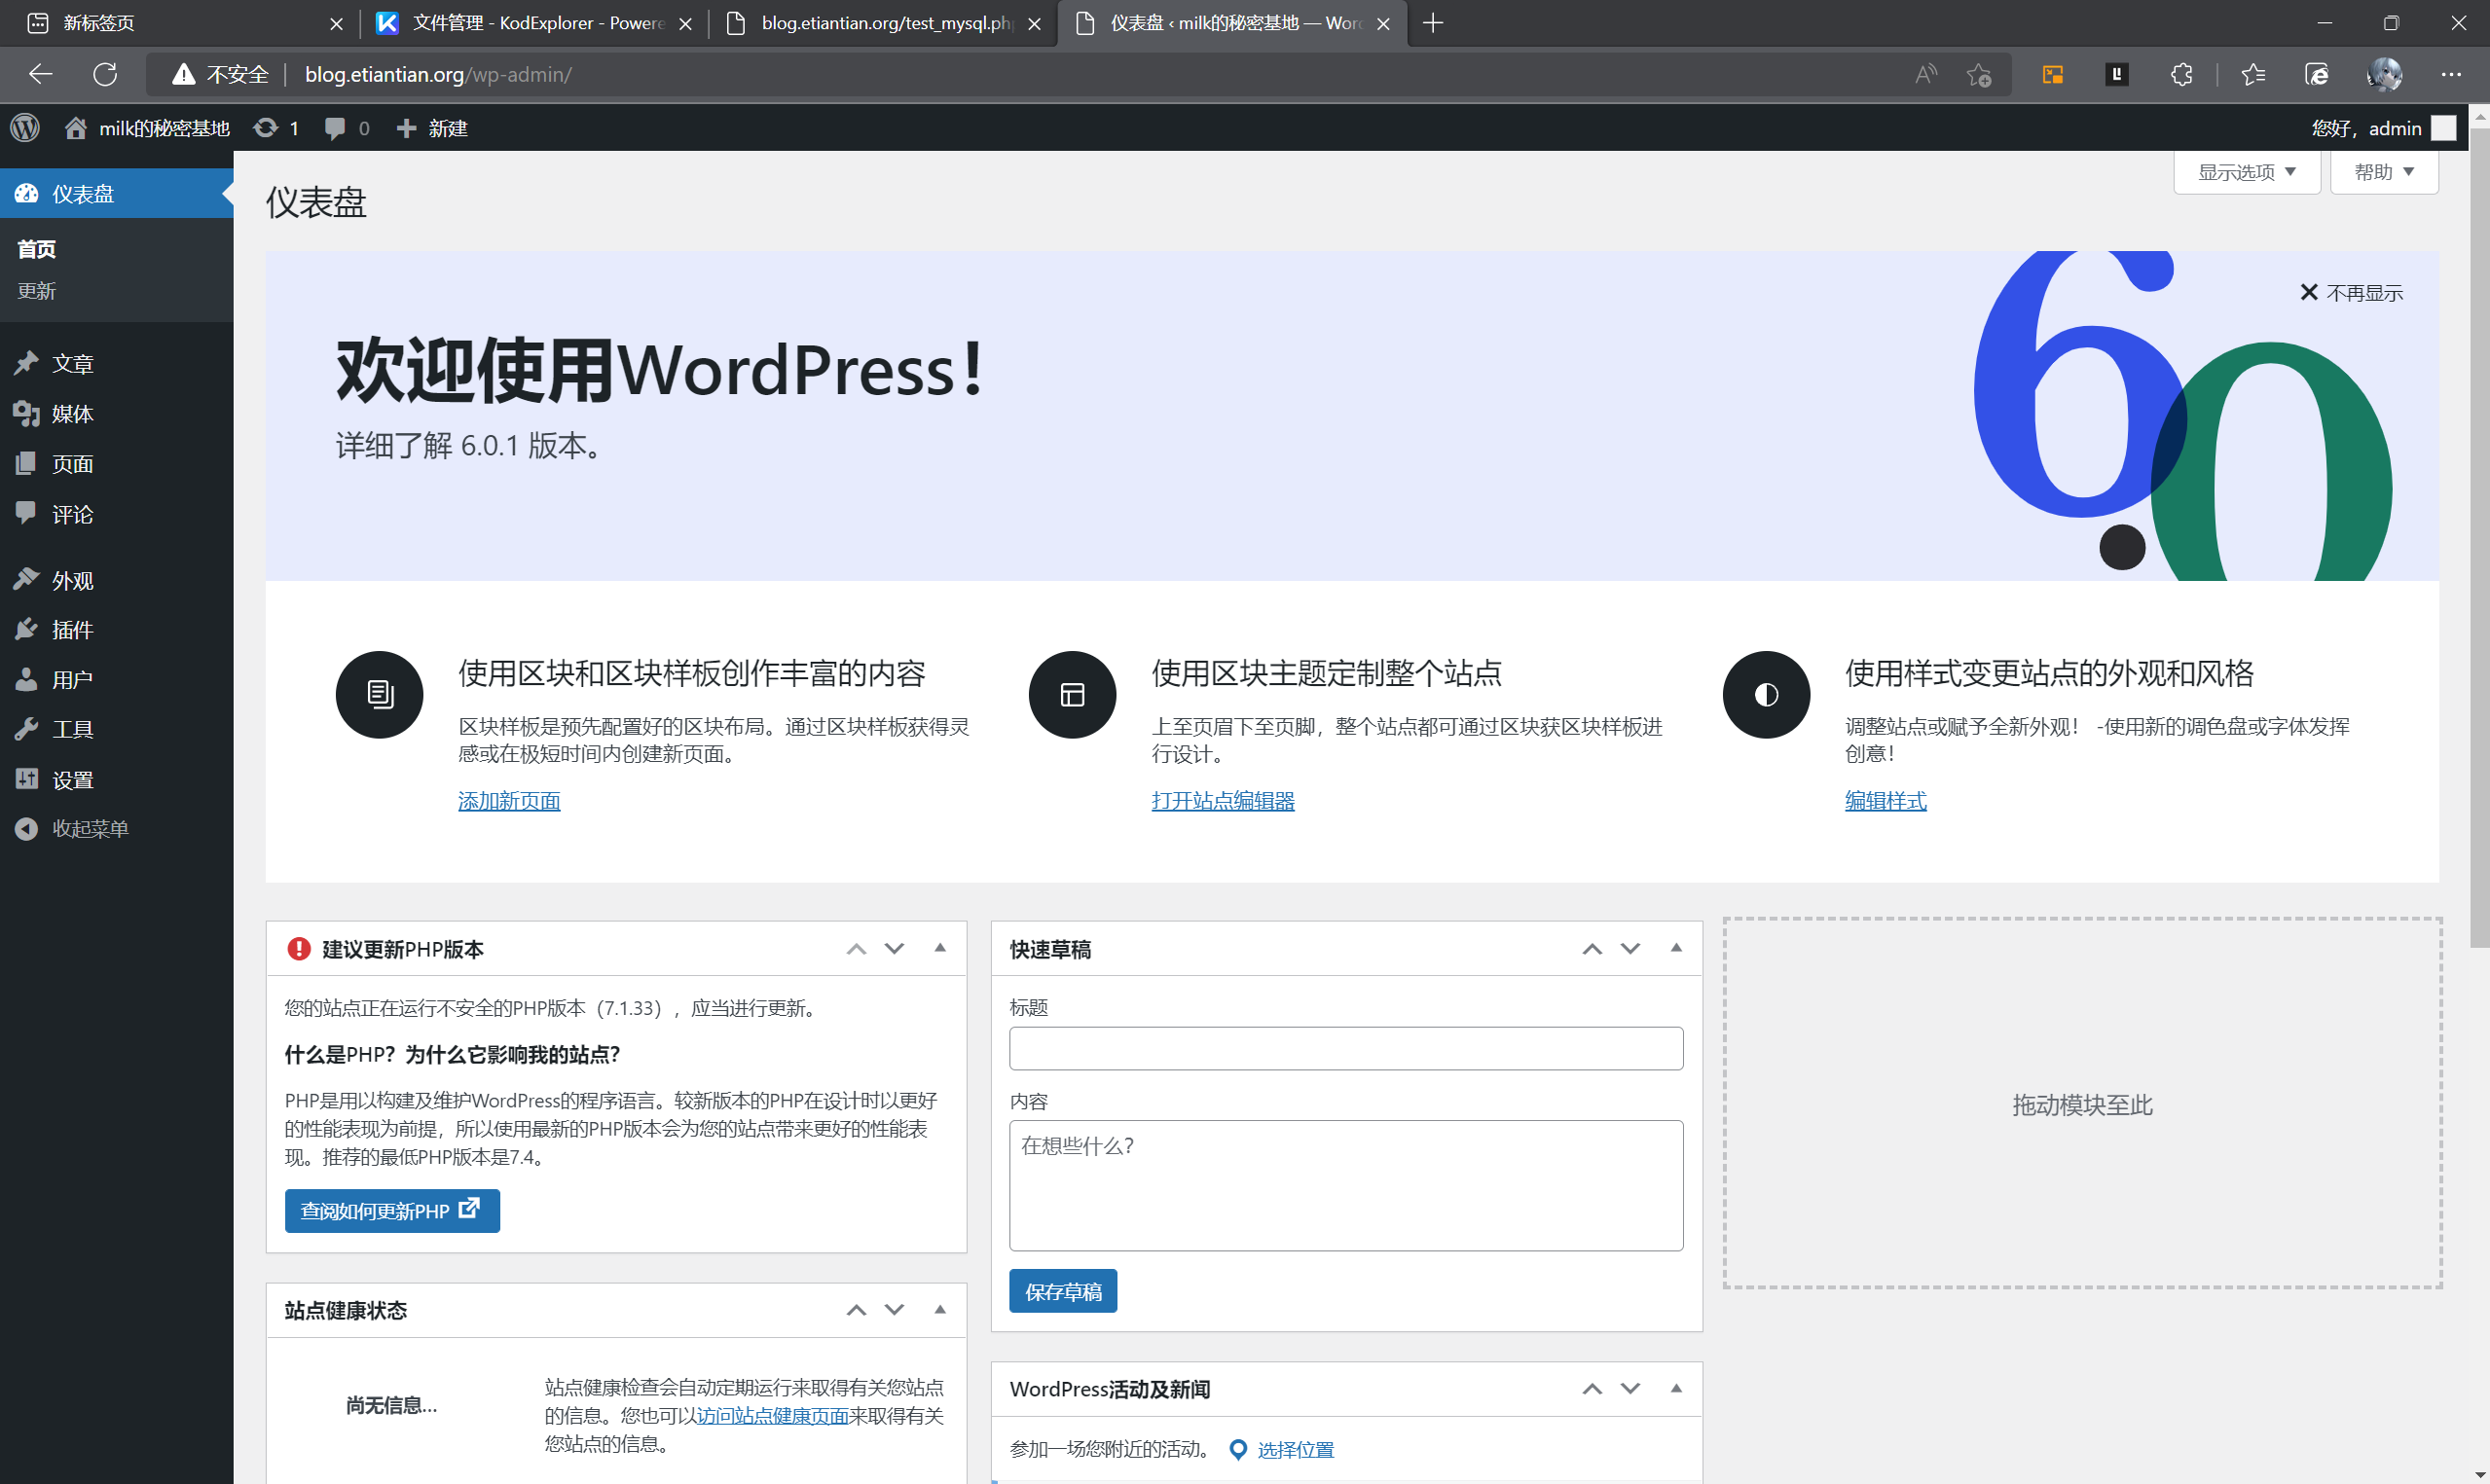 新标签页
文件管理 - KodExplorer - Powere
blog.etiantian.org/test_mysql.php
仪表盘 ‹ milk的秘密基地 — Wor
不安全
blog.etiantian.org/wp-admin/
milk的秘密基地
1
0
新建
您好，admin
仪表盘
首页
更新
文章
媒体
页面
评论
外观
插件
用户
工具
设置
收起菜单
仪表盘
显示选项
帮助
不再显示
欢迎使用WordPress！
详细了解 6.0.1 版本。
60
使用区块和区块样板创作丰富的内容
区块样板是预先配置好的区块布局。通过区块样板获得灵
感或在极短时间内创建新页面。
添加新页面
使用区块主题定制整个站点
上至页眉下至页脚，整个站点都可通过区块获区块样板进
行设计。
打开站点编辑器
使用样式变更站点的外观和风格
调整站点或赋予全新外观！ -使用新的调色盘或字体发挥
创意！
编辑样式
建议更新PHP版本
您的站点正在运行不安全的PHP版本（7.1.33），应当进行更新。
什么是PHP？为什么它影响我的站点？
PHP是用以构建及维护WordPress的程序语言。较新版本的PHP在设计时以更好
的性能表现为前提，所以使用最新的PHP版本会为您的站点带来更好的性能表
现。推荐的最低PHP版本是7.4。
查阅如何更新PHP
站点健康状态
尚无信息…
站点健康检查会自动定期运行来取得有关您站点
的信息。您也可以访问站点健康页面来取得有关
您站点的信息。
快速草稿
标题
内容
在想些什么？
保存草稿
WordPress活动及新闻
参加一场您附近的活动。
选择位置
拖动模块至此